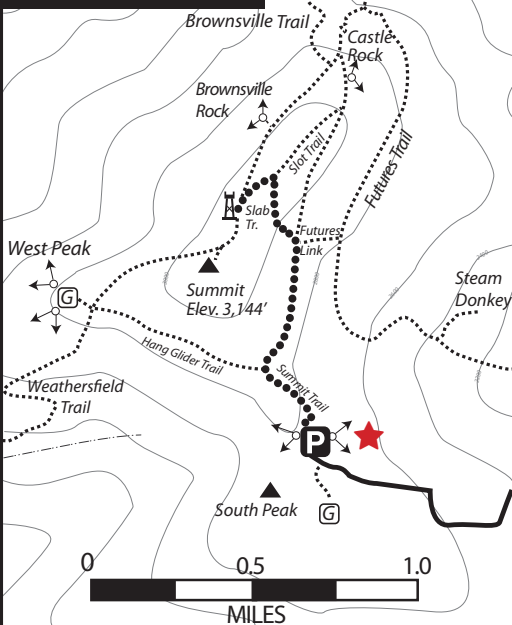 Brownsville Trail
Castle
Rock
Brownsville
Rock
Slot Trail
Futures Trail
Slab
Tr.
Futures
Link
West Peak
G
Summit
Elev. 3,144’
Steam
Donkey
Hang Glider Trail
Summit Trail
Weathersfield
Trail
P
South Peak
G
0
0.5
1.0
MILES